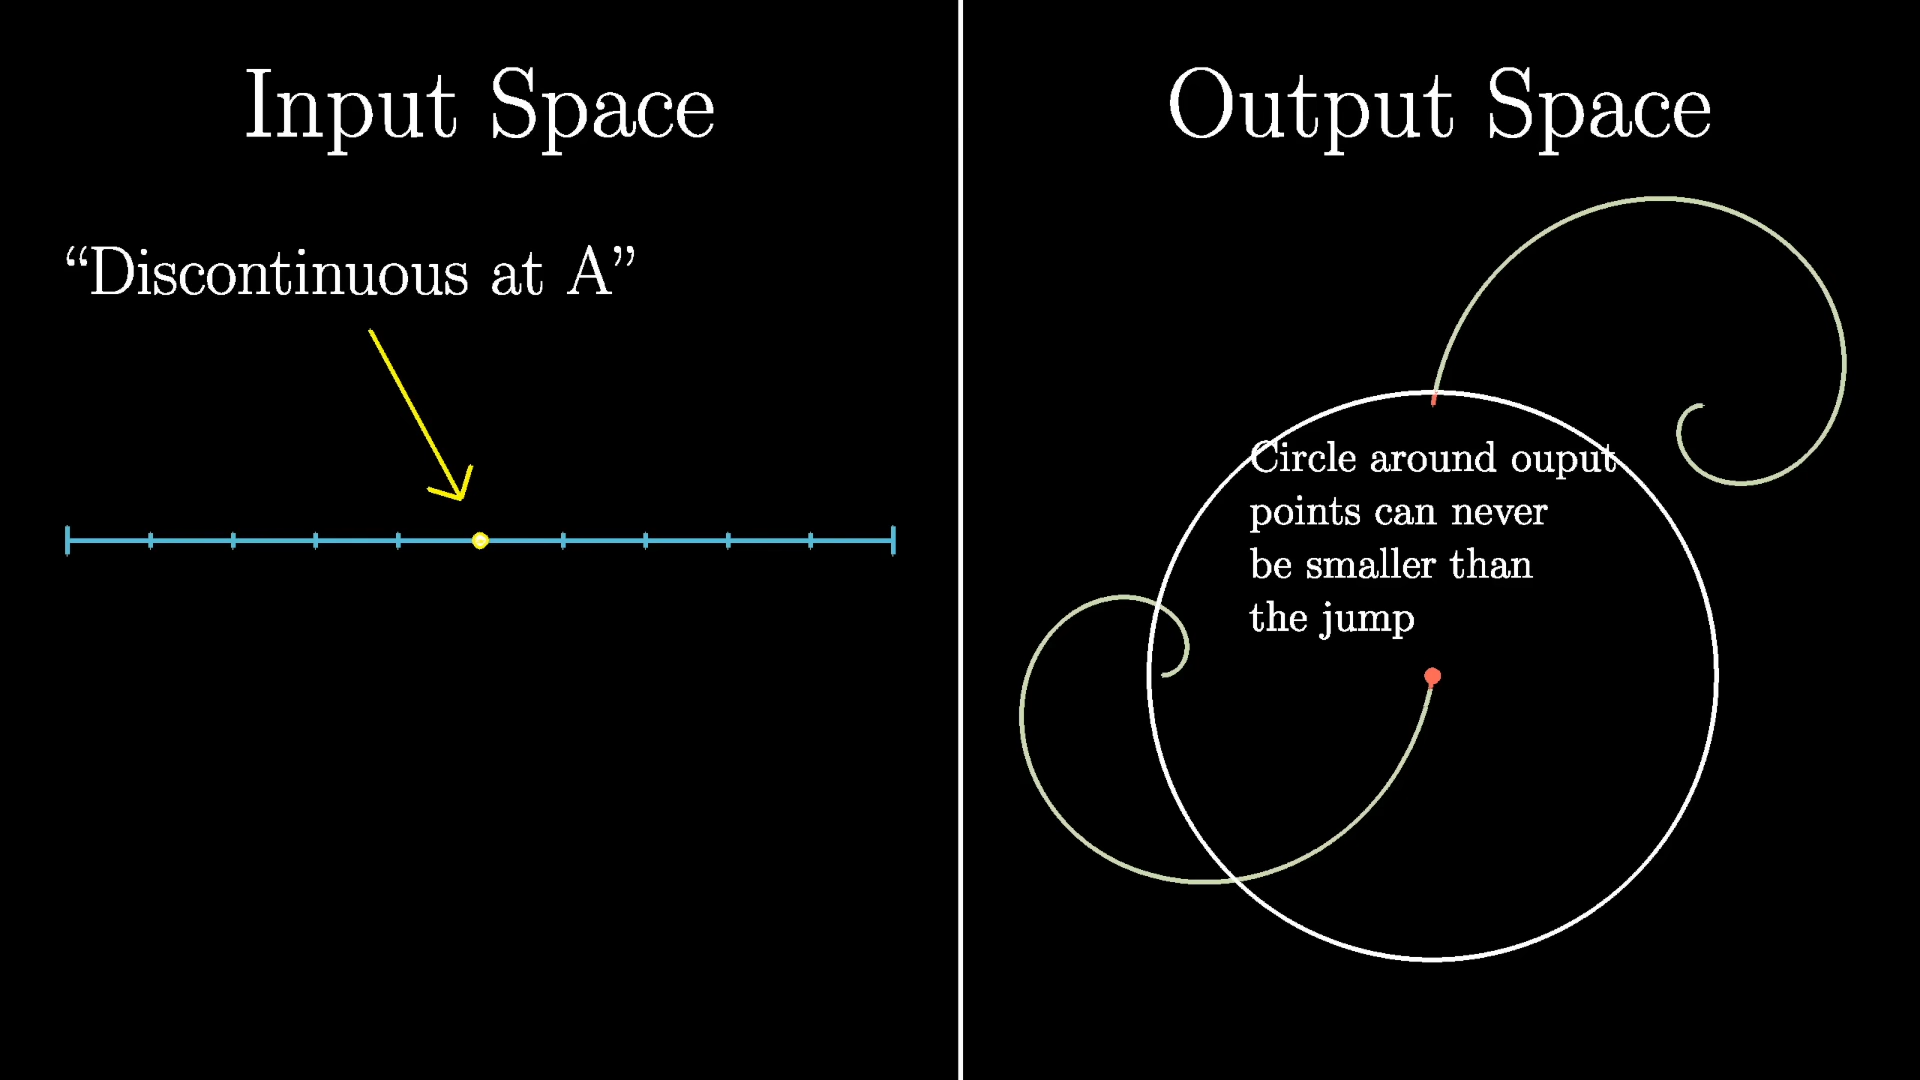 Input Space
“Discontinuous at A”
Output Space
Circle around ouput
points can never
be smaller than
the jump